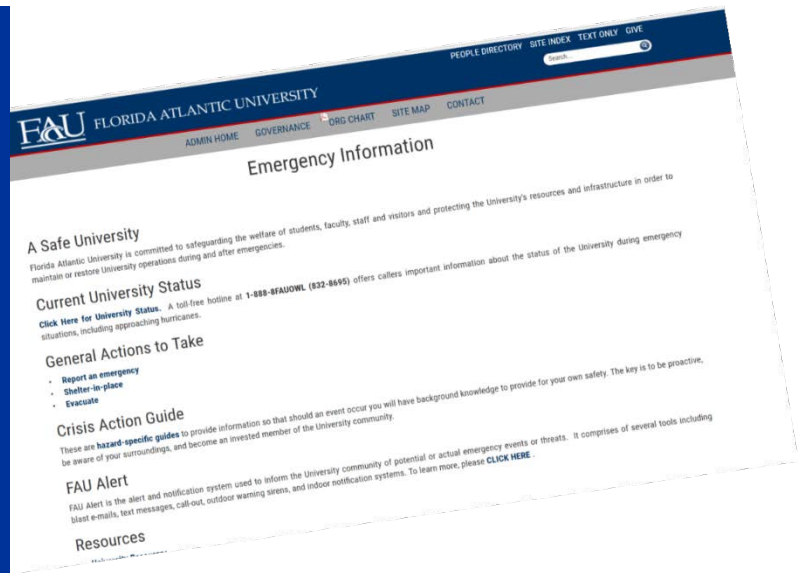 PEOPLE DIRECTORY SITE INDEX TEXT ONLY GIVE
Search...
FAU FLORIDA ATLANTIC UNIVERSITY
ADMIN HOME GOVERNANCE ORG CHART SITE MAP CONTACT
Emergency Information
A Safe University
Florida Atlantic University is committed to safeguarding the welfare of students, faculty, staff and visitors and protecting the University's resources and infrastructure in order to
maintain or restore University operations during and after emergencies.
Current University Status
Click Here for University Status. A toll-free hotline at 1-888-8FAUOWL (832-8695) offers callers important information about the status of the University during emergency
situations, including approaching hurricanes.
General Actions to Take
• Report an emergency
• Shelter-in-place
• Evacuate
Crisis Action Guide
These are hazard-specific guides to provide information so that should an event occur you will have background knowledge to provide for your own safety. The key is to be proactive,
be aware of your surroundings, and become an invested member of the University community.
FAU Alert
FAU Alert is the alert and notification system used to inform the University community of potential or actual emergency events or threats. It comprises of several tools including
blast e-mails, text messages, call-out, outdoor warning sirens, and indoor notification systems. To learn more, please CLICK HERE .
Resources